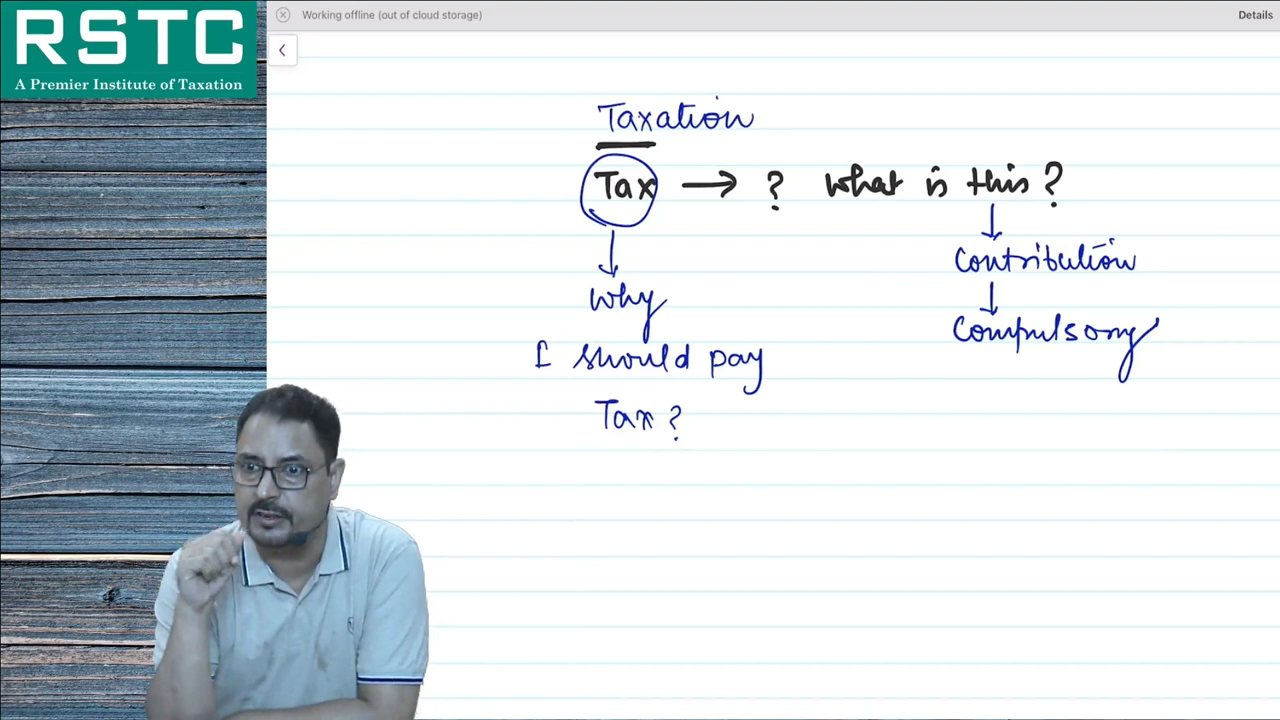 RSTC
A Premier Institute of Taxation
Working offline (out of cloud storage)
Details
Taxation
Tax → ? What is this?
↓
Contribution
↓
Compulsory
↓
Why
I should pay
Tax ?